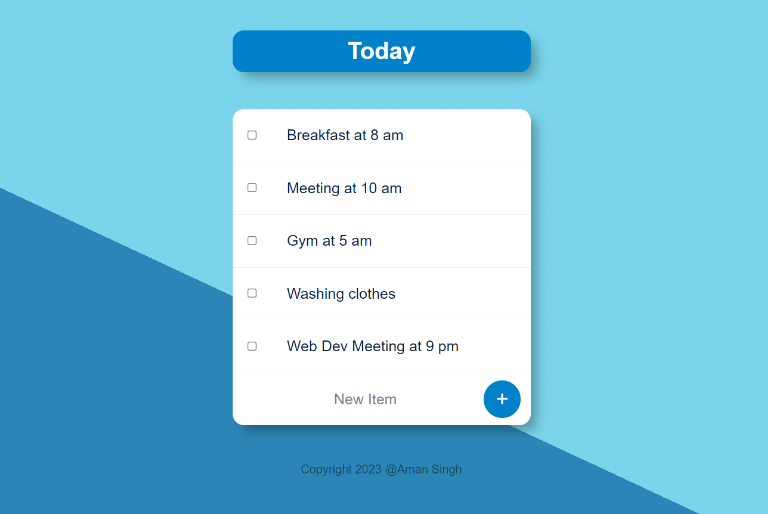 Today
Breakfast at 8 am
Meeting at 10 am
Gym at 5 am
Washing clothes
Web Dev Meeting at 9 pm
New Item
+
Copyright 2023 @Aman Singh